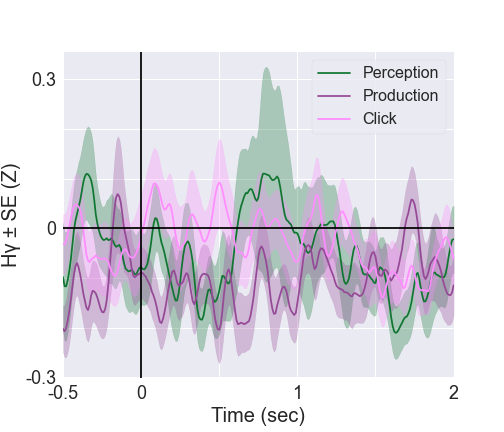 Perception
Production
Click
0.3
0
-0.3
Hγ ± SE (Z)
-0.5
0
1
2
Time (sec)